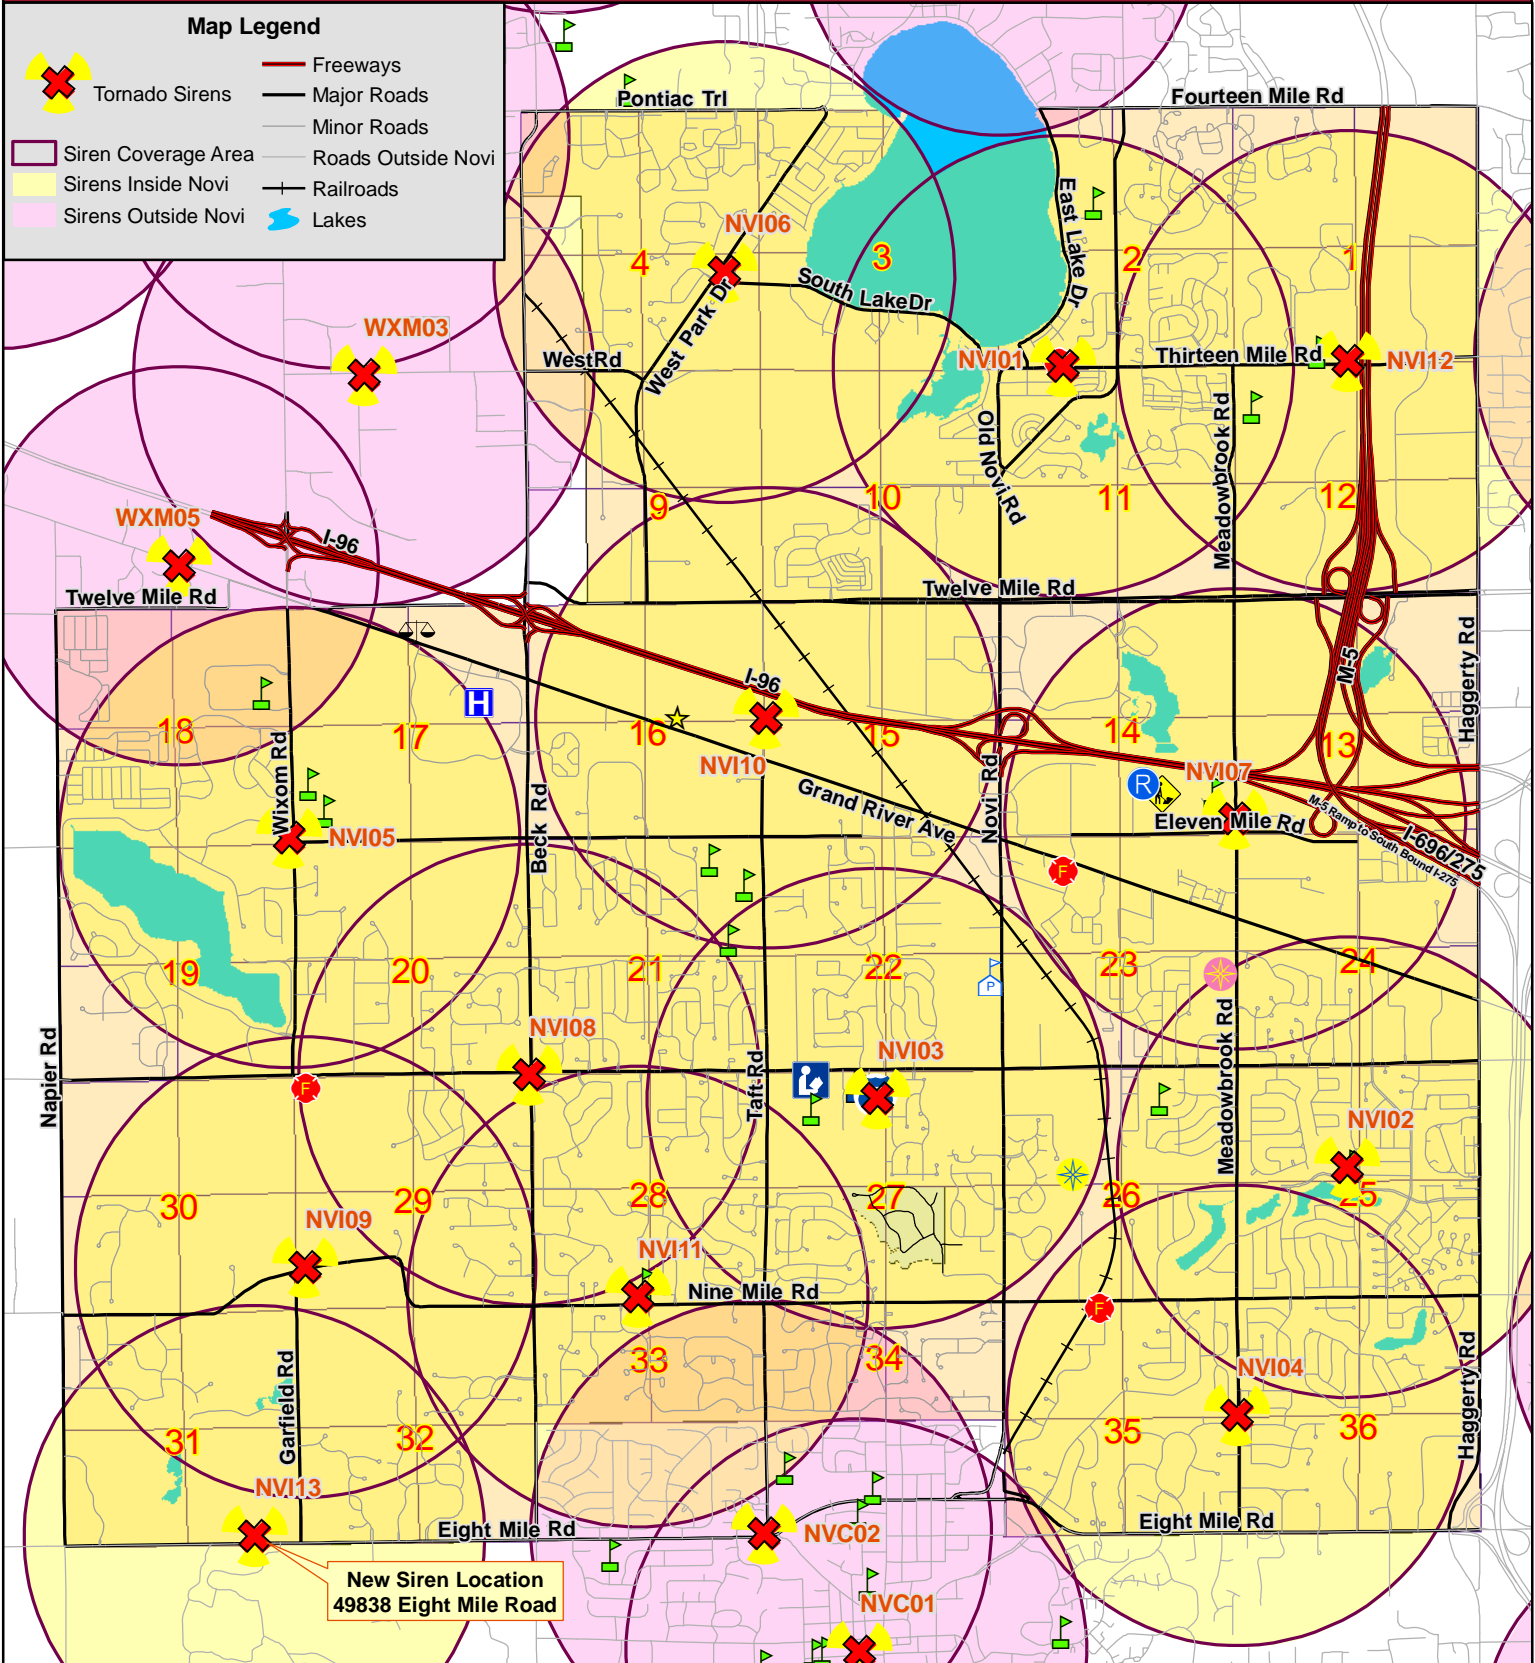 Map Legend
Tornado Sirens
Siren Coverage Area
Sirens Inside Novi
Sirens Outside Novi
Freeways
Major Roads
Minor Roads
Roads Outside Novi
Railroads
Lakes
Pontiac Trl
Fourteen Mile Rd
East Lake Dr
NVI06
4
3
2
1
South LakeDr
West Park Dr
WXM03
WestRd
NVI01
Thirteen Mile Rd
NVI12
Old Novi Rd
Meadowbrook Rd
9
10
11
12
WXM05
I-96
Twelve Mile Rd
Twelve Mile Rd
Haggerty Rd
M-5
I-96
H
18
17
16
15
14
13
Wixom Rd
NVI10
NVI07
R
Grand River Ave
Novi Rd
Beck Rd
NVI05
Eleven Mile Rd
M-5 Ramp to South Bound I-275
I-696/275
F
19
20
21
22
23
24
P
Napier Rd
NVI08
NVI03
Meadowbrook Rd
Taft Rd
F
NVI02
30
29
28
27
26
25
NVI09
NVI11
Nine Mile Rd
F
33
34
NVI04
Garfield Rd
Haggerty Rd
31
32
35
36
NVI13
Eight Mile Rd
NVC02
Eight Mile Rd
New Siren Location
49838 Eight Mile Road
NVC01